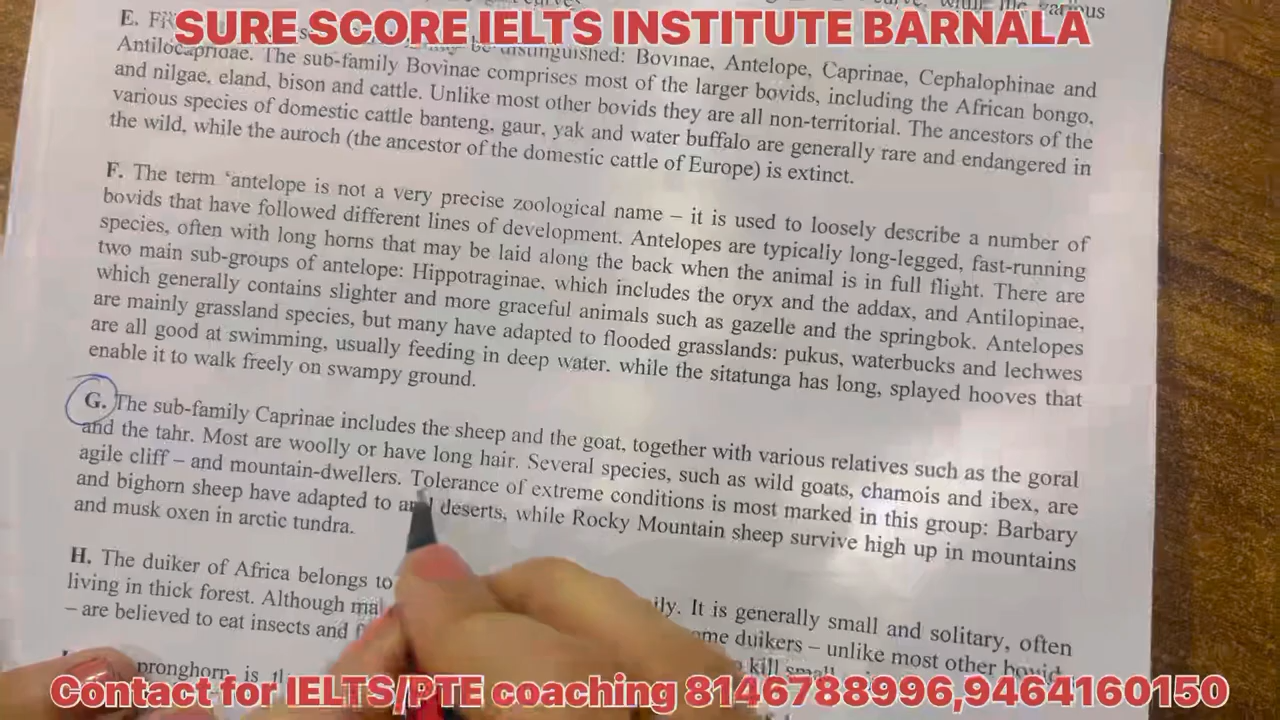 rve, with the various
SURE SCORE IELTS INSTITUTE BARNALA
E. be distinguished: Bovinae, Antelope, Caprinae, Cephalophinae and
Antilocapridae. The sub-family Bovinae comprises most of the larger bovids, including the African bongo,
and nilgae, eland, bison and cattle. Unlike most other bovids they are all non-territorial. The ancestors of the
various species of domestic cattle banteng, gaur, yak and water buffalo are generally rare and endangered in
the wild, while the auroch (the ancestor of the domestic cattle of Europe) is extinct.
F. The term ‘antelope is not a very precise zoological name – it is used to loosely describe a number of
bovids that have followed different lines of development. Antelopes are typically long-legged, fast-running
species, often with long horns that may be laid along the back when the animal is in full flight. There are
two main sub-groups of antelope: Hippotraginae. which includes the oryx and the addax, and Antilopinae,
which generally contains slighter and more graceful animals such as gazelle and the springbok. Antelopes
are mainly grassland species, but many have adapted to flooded grasslands: pukus, waterbucks and lechwes
are all good at swimming, usually feeding in deep water. while the sitatunga has long, splayed hooves that
enable it to walk freely on swampy ground.
G. The sub-family Caprinae includes the sheep and the goat, together with various relatives such as the goral
and the tahr. Most are woolly or have long hair. Several species, such as wild goats, chamois and ibex, are
agile cliff – and mountain-dwellers. Tolerance of extreme conditions is most marked in this group: Barbary
and bighorn sheep have adapted to deserts, while Rocky Mountain sheep survive high up in mountains
and musk oxen in arctic tundra.
H. The duiker of Africa belongs to ily. It is generally small and solitary, often
living in thick forest. Although duikers – unlike most other
– are believed to eat insects and to kill
pronghorn is
Contact for IELTS/PTE coaching 8146788996,9464160150